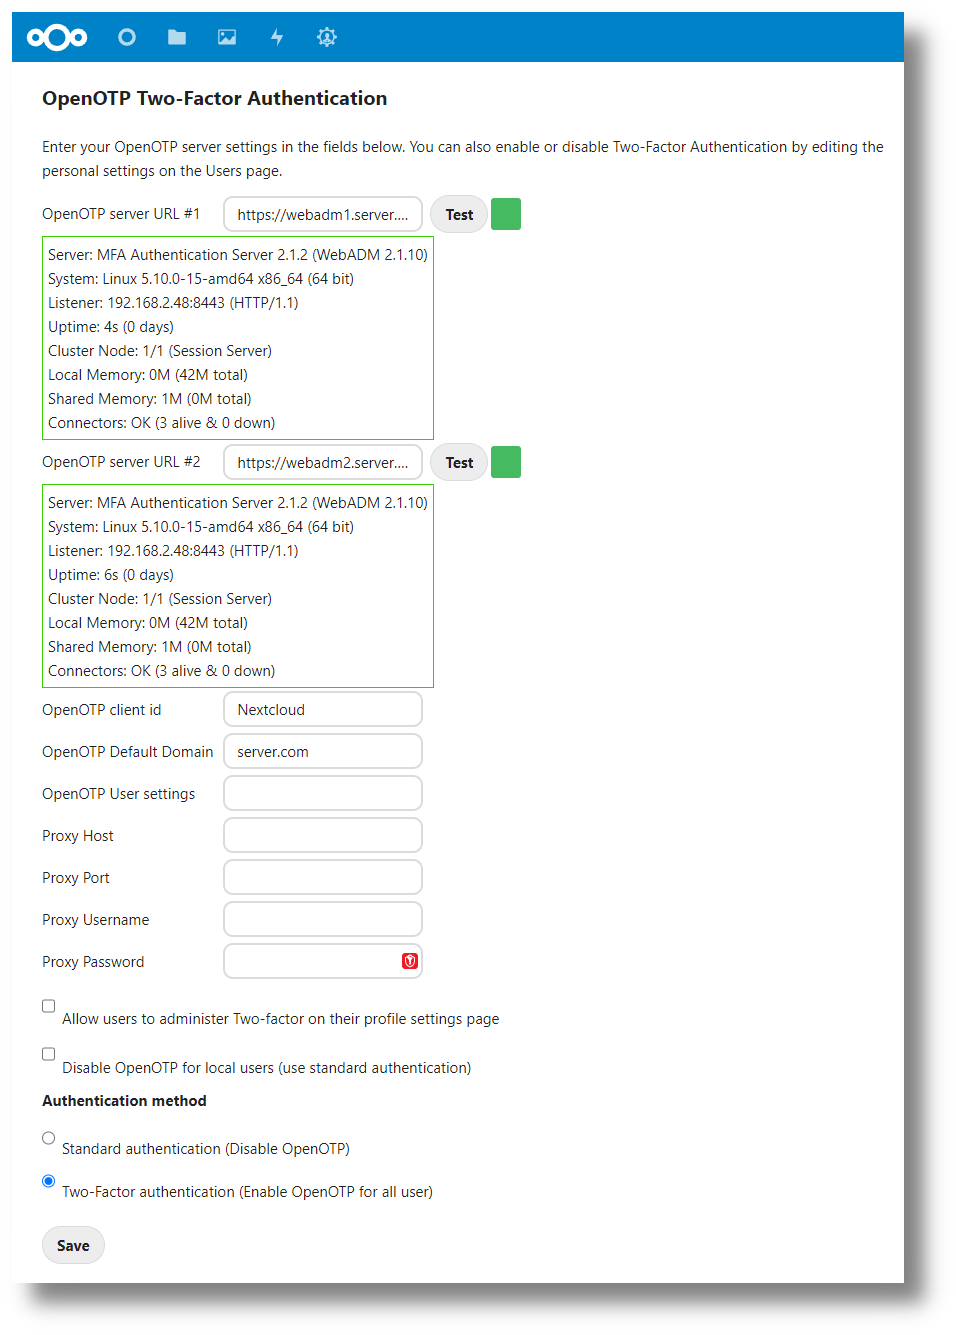 OpenOTP Two-Factor Authentication
Enter your OpenOTP server settings in the fields below. You can also enable or disable Two-Factor Authentication by editing the
personal settings on the Users page.
OpenOTP server URL #1 https://webadm1.server.... Test
Server: MFA Authentication Server 2.1.2 (WebADM 2.1.10)
System: Linux 5.10.0-15-amd64 x86_64 (64 bit)
Listener: 192.168.2.48:8443 (HTTP/1.1)
Uptime: 4s (0 days)
Cluster Node: 1/1 (Session Server)
Local Memory: 0M (42M total)
Shared Memory: 1M (0M total)
Connectors: OK (3 alive & 0 down)
OpenOTP server URL #2 https://webadm2.server.... Test
Server: MFA Authentication Server 2.1.2 (WebADM 2.1.10)
System: Linux 5.10.0-15-amd64 x86_64 (64 bit)
Listener: 192.168.2.48:8443 (HTTP/1.1)
Uptime: 6s (0 days)
Cluster Node: 1/1 (Session Server)
Local Memory: 0M (42M total)
Shared Memory: 1M (0M total)
Connectors: OK (3 alive & 0 down)
OpenOTP client id Nextcloud
OpenOTP Default Domain server.com
OpenOTP User settings
Proxy Host
Proxy Port
Proxy Username
Proxy Password
Allow users to administer Two-factor on their profile settings page
Disable OpenOTP for local users (use standard authentication)
Authentication method
Standard authentication (Disable OpenOTP)
Two-Factor authentication (Enable OpenOTP for all user)
Save